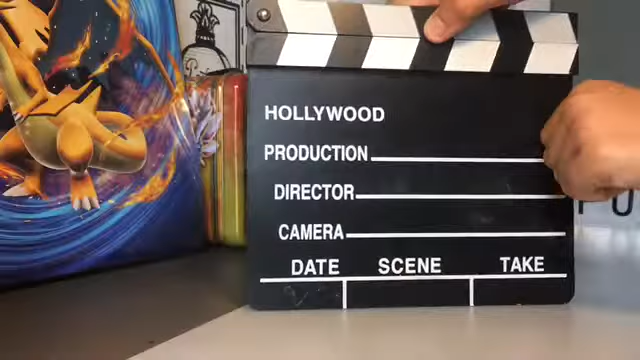 HOLLYWOOD
PRODUCTION
DIRECTOR
CAMERA
DATE SCENE TAKE